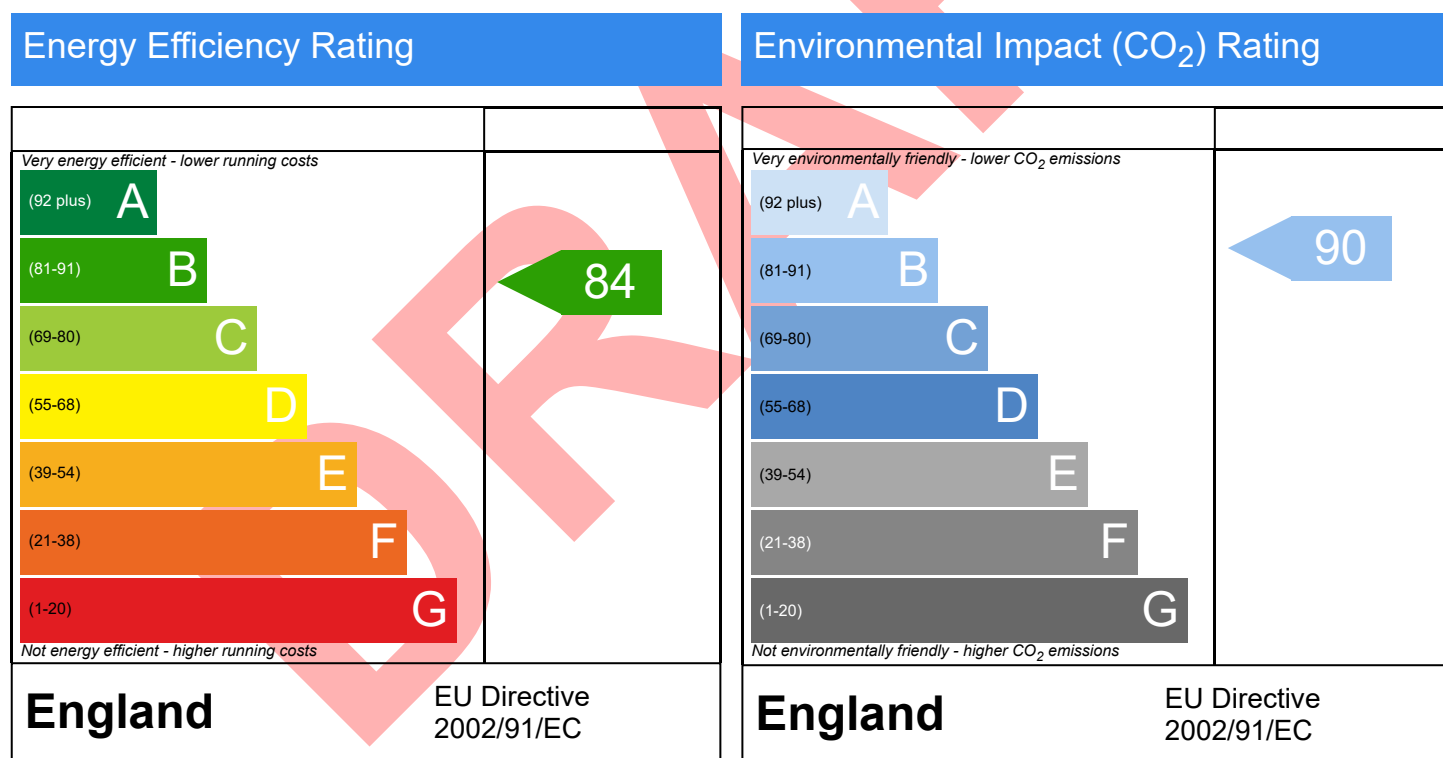 Energy Efficiency Rating
Very energy efficient - lower running costs
(92 plus) A
(81-91) B
84
(69-80) C
(55-68) D
(39-54) E
(21-38) F
(1-20) G
Not energy efficient - higher running costs
England
EU Directive
2002/91/EC
Environmental Impact (CO2) Rating
Very environmentally friendly - lower CO2 emissions
(92 plus) A
(81-91) B
90
(69-80) C
(55-68) D
(39-54) E
(21-38) F
(1-20) G
Not environmentally friendly - higher CO2 emissions
England
EU Directive
2002/91/EC
DRA